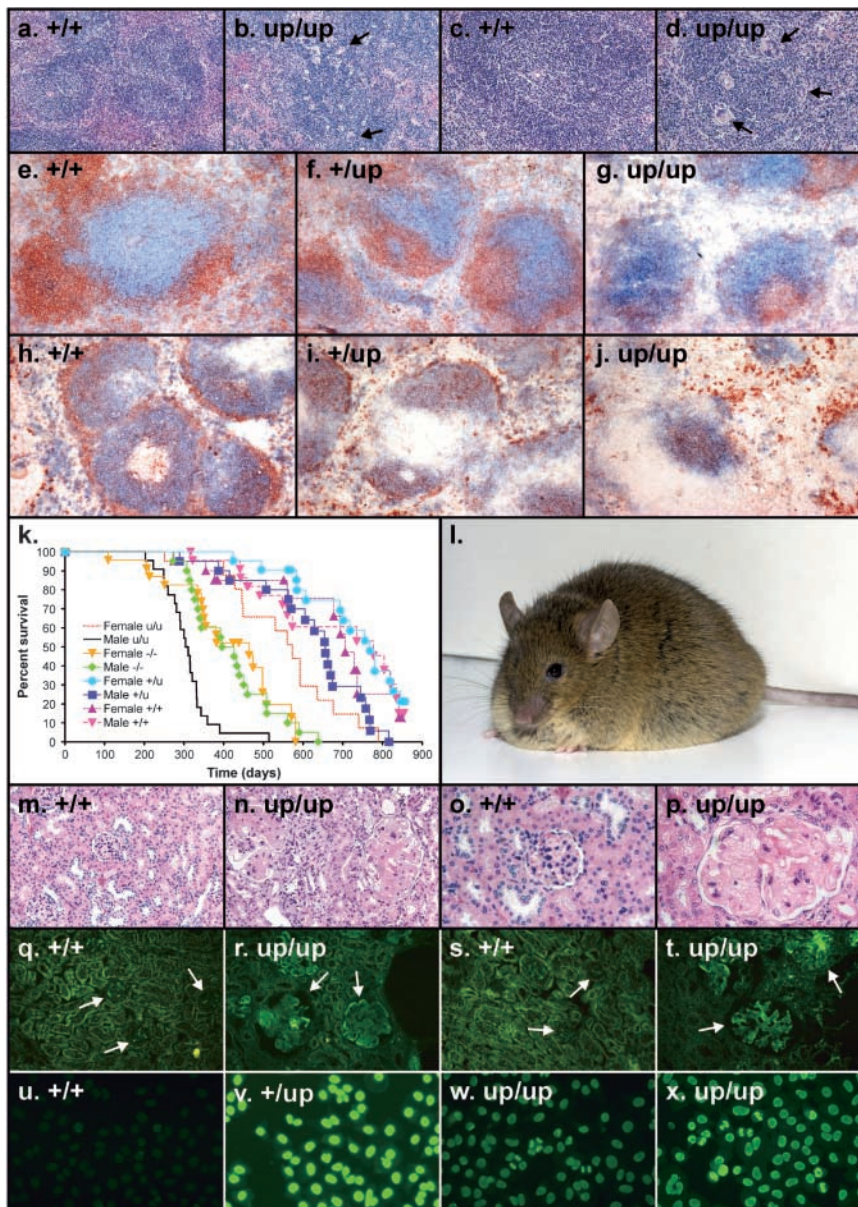 a. +/+
b. up/up
c. +/+
d. up/up
e. +/+
f. +/up
g. up/up
h. +/+
i. +/up
j. up/up
k.
100
90
80
70
60
50
40
30
20
10
0
Percent survival
Female u/u
Male u/u
Female -/-
Male -/-
Female +/u
Male +/u
Female +/+
Male +/+
0 100 200 300 400 500 600 700 800 900
Time (days)
l.
m. +/+
n. up/up
o. +/+
p. up/up
q. +/+
r. up/up
s. +/+
t. up/up
u. +/+
v. +/up
w. up/up
x. up/up